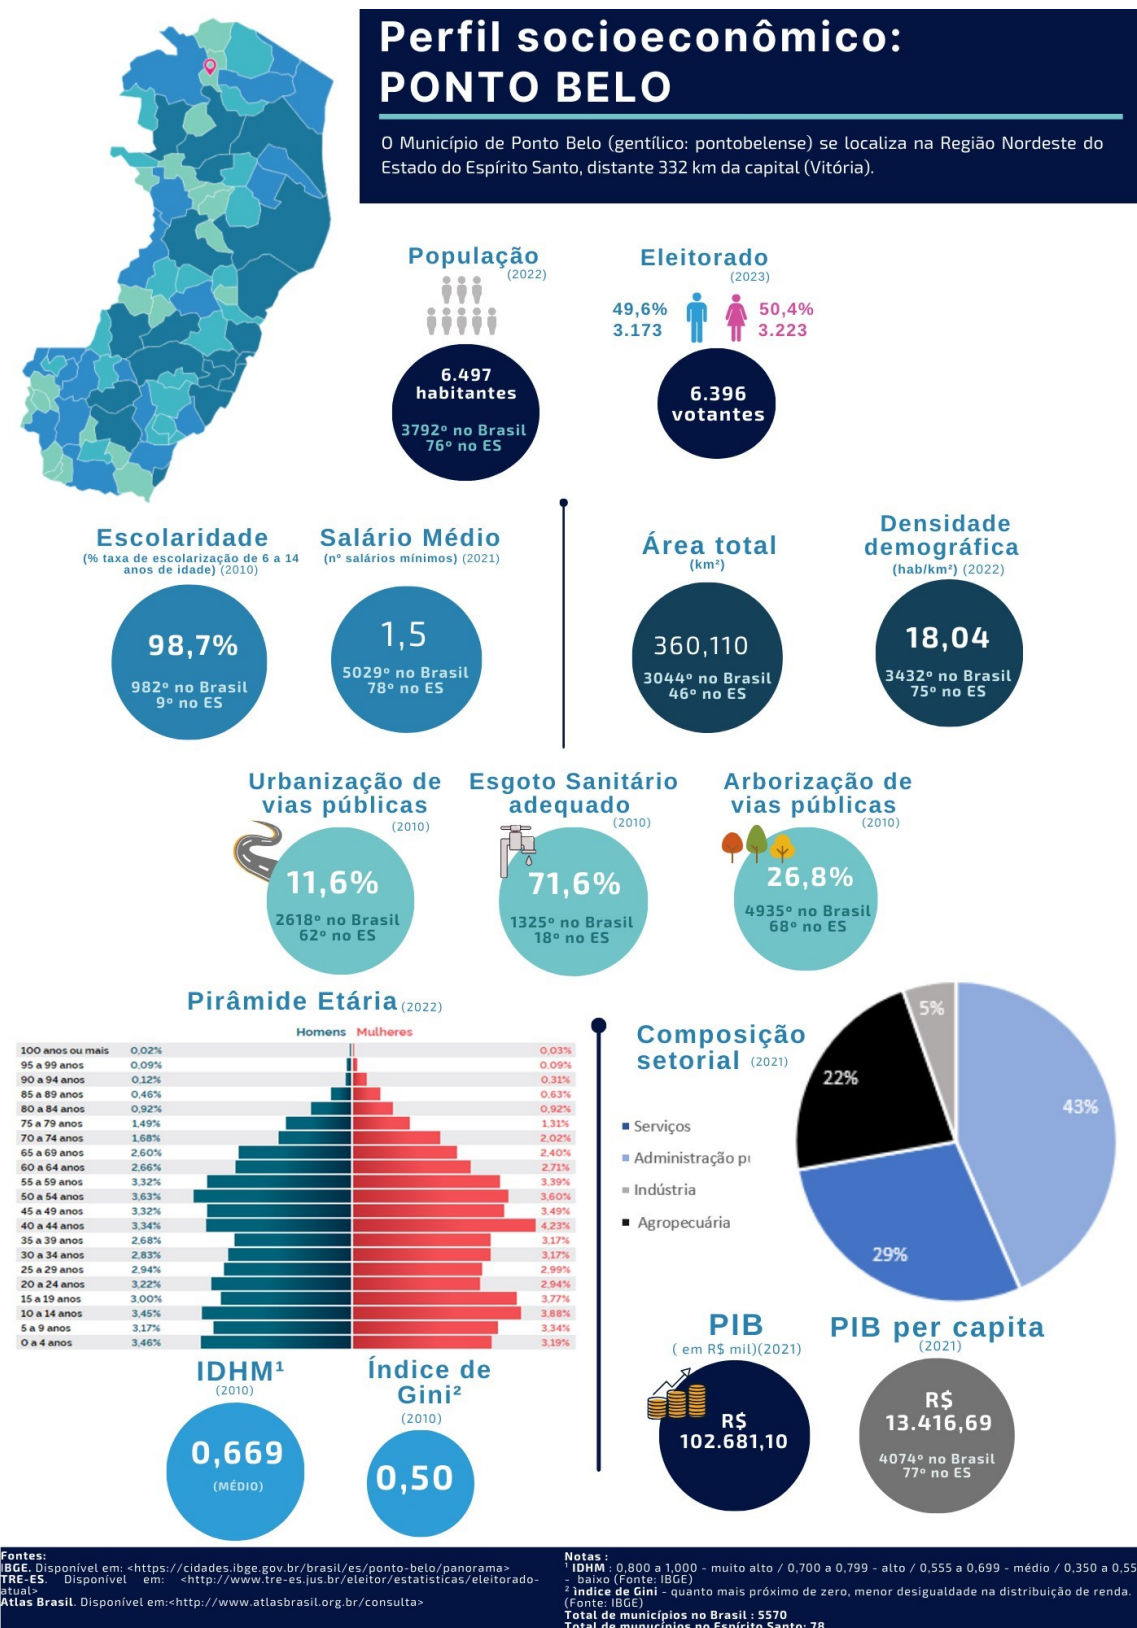 Perfil socioeconômico:
PONTO BELO
O Município de Ponto Belo (gentílico: pontobelense) se localiza na Região Nordeste do
Estado do Espírito Santo, distante 332 km da capital (Vitória).
População
(2022)
6.497
habitantes
3792º no Brasil
76º no ES
Eleitorado
(2023)
49,6%
3.173
50,4%
3.223
6.396
votantes
Escolaridade
(% taxa de escolarização de 6 a 14
anos de idade) (2010)
98,7%
982º no Brasil
9º no ES
Salário Médio
(nº salários mínimos) (2021)
1,5
5029º no Brasil
78º no ES
Área total
(km²)
360,110
3044º no Brasil
46º no ES
Densidade
demográfica
(hab/km²) (2022)
18,04
3432º no Brasil
75º no ES
Urbanização de
vias públicas
(2010)
11,6%
2618º no Brasil
62º no ES
Esgoto Sanitário
adequado
(2010)
71,6%
1325º no Brasil
18º no ES
Arborização de
vias públicas
(2010)
26,8%
4935º no Brasil
68º no ES
Pirâmide Etária (2022)
Homens Mulheres
100 anos ou mais 0,02% 0,03%
95 a 99 anos 0,09% 0,09%
90 a 94 anos 0,12% 0,31%
85 a 89 anos 0,46% 0,63%
80 a 84 anos 0,92% 0,92%
75 a 79 anos 1,49% 1,31%
70 a 74 anos 1,68% 2,02%
65 a 69 anos 2,60% 2,40%
60 a 64 anos 2,66% 2,71%
55 a 59 anos 3,32% 3,39%
50 a 54 anos 3,63% 3,60%
45 a 49 anos 3,32% 3,49%
40 a 44 anos 3,34% 4,23%
35 a 39 anos 2,68% 3,17%
30 a 34 anos 2,83% 3,17%
25 a 29 anos 2,94% 2,99%
20 a 24 anos 3,22% 2,94%
15 a 19 anos 3,00% 3,77%
10 a 14 anos 3,45% 3,88%
5 a 9 anos 3,17% 3,34%
0 a 4 anos 3,46% 3,19%
Composição
setorial (2021)
Serviços
Administração pu
Indústria
Agropecuária
5%
22%
43%
29%
IDHM¹
(2010)
0,669
(MÉDIO)
Índice de
Gini²
(2010)
0,50
PIB
( em R$ mil)(2021)
R$
102.681,10
PIB per capita
(2021)
R$
13.416,69
4074º no Brasil
77º no ES
Fontes:
IBGE. Disponível em: <https://cidades.ibge.gov.br/brasil/es/ponto-belo/panorama>
TRE-ES. Disponível em: <http://www.tre-es.jus.br/eleitor/estatisticas/eleitorado-
atual>
Atlas Brasil. Disponível em:<http://www.atlasbrasil.org.br/consulta>
Notas :
¹ IDHM : 0,800 a 1,000 - muito alto / 0,700 a 0,799 - alto / 0,555 a 0,699 - médio / 0,350 a 0,55
- baixo (Fonte: IBGE)
² ìndice de Gini - quanto mais próximo de zero, menor desigualdade na distribuição de renda.
(Fonte: IBGE)
Total de municípios no Brasil : 5570
Total de munucípios no Espírito Santo: 78